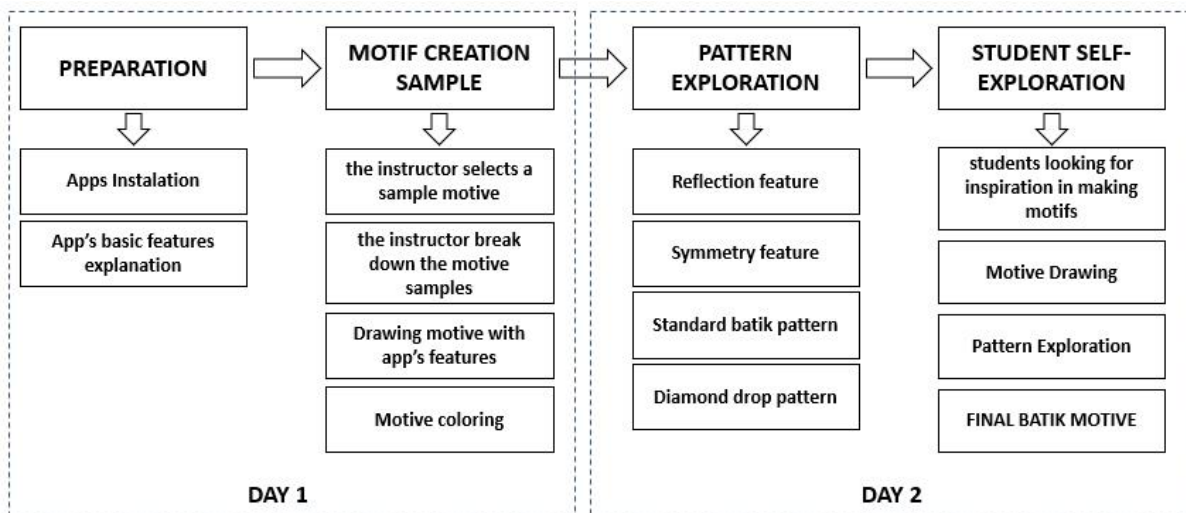 PREPARATION
Apps Instalation
App's basic features
explanation
MOTIF CREATION
SAMPLE
the instructor selects a
sample motive
the instructor break
down the motive
samples
Drawing motive with
app's features
Motive coloring
DAY 1
PATTERN
EXPLORATION
Reflection feature
Symmetry feature
Standard batik pattern
Diamond drop pattern
STUDENT SELF-
EXPLORATION
students looking for
inspiration in making
motifs
Motive Drawing
Pattern Exploration
FINAL BATIK MOTIVE
DAY 2